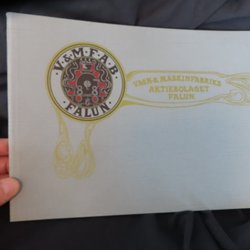 V. & M. F. A. B.
FALUN
VAGN- & MASKINFABRIKS
AKTIEBOLAGET
FALUN